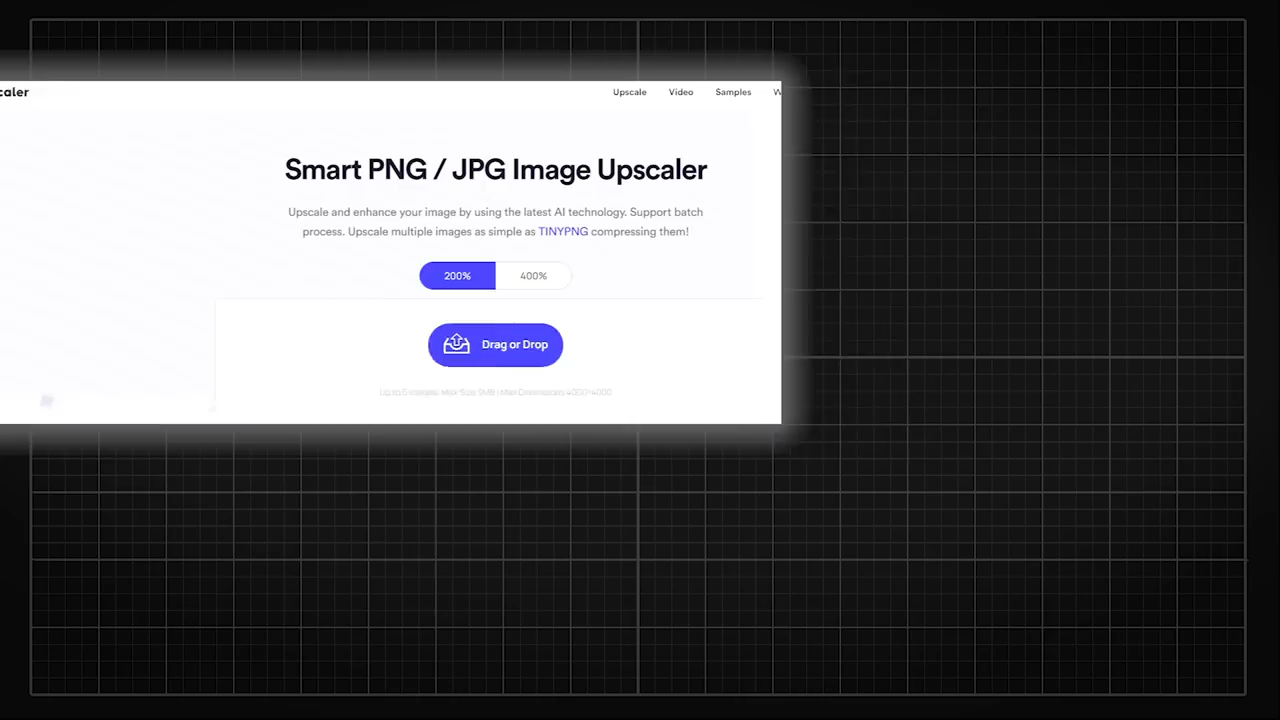 caler
Upscale Video Samples W
Smart PNG / JPG Image Upscaler
Upscale and enhance your image by using the latest AI technology. Support batch
process. Upscale multiple images as simple as TINYPNG compressing them!
200% 400%
Drag or Drop